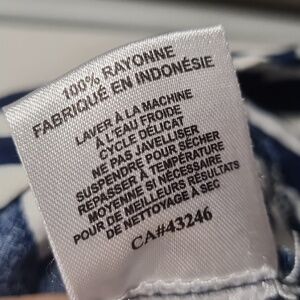 100% RAYONNE
FABRIQUÉ EN INDONÉSIE
LAVER À LA MACHINE
À L'EAU FROIDE
CYCLE DÉLICAT
NE PAS JAVELLISER
SUSPENDRE POUR SÉCHER
REPASSER À TEMPÉRATURE
MOYENNE SI NÉCESSAIRE
POUR DE MEILLEURS RÉSULTATS
DE NETTOYAGE À SEC
CA#43246